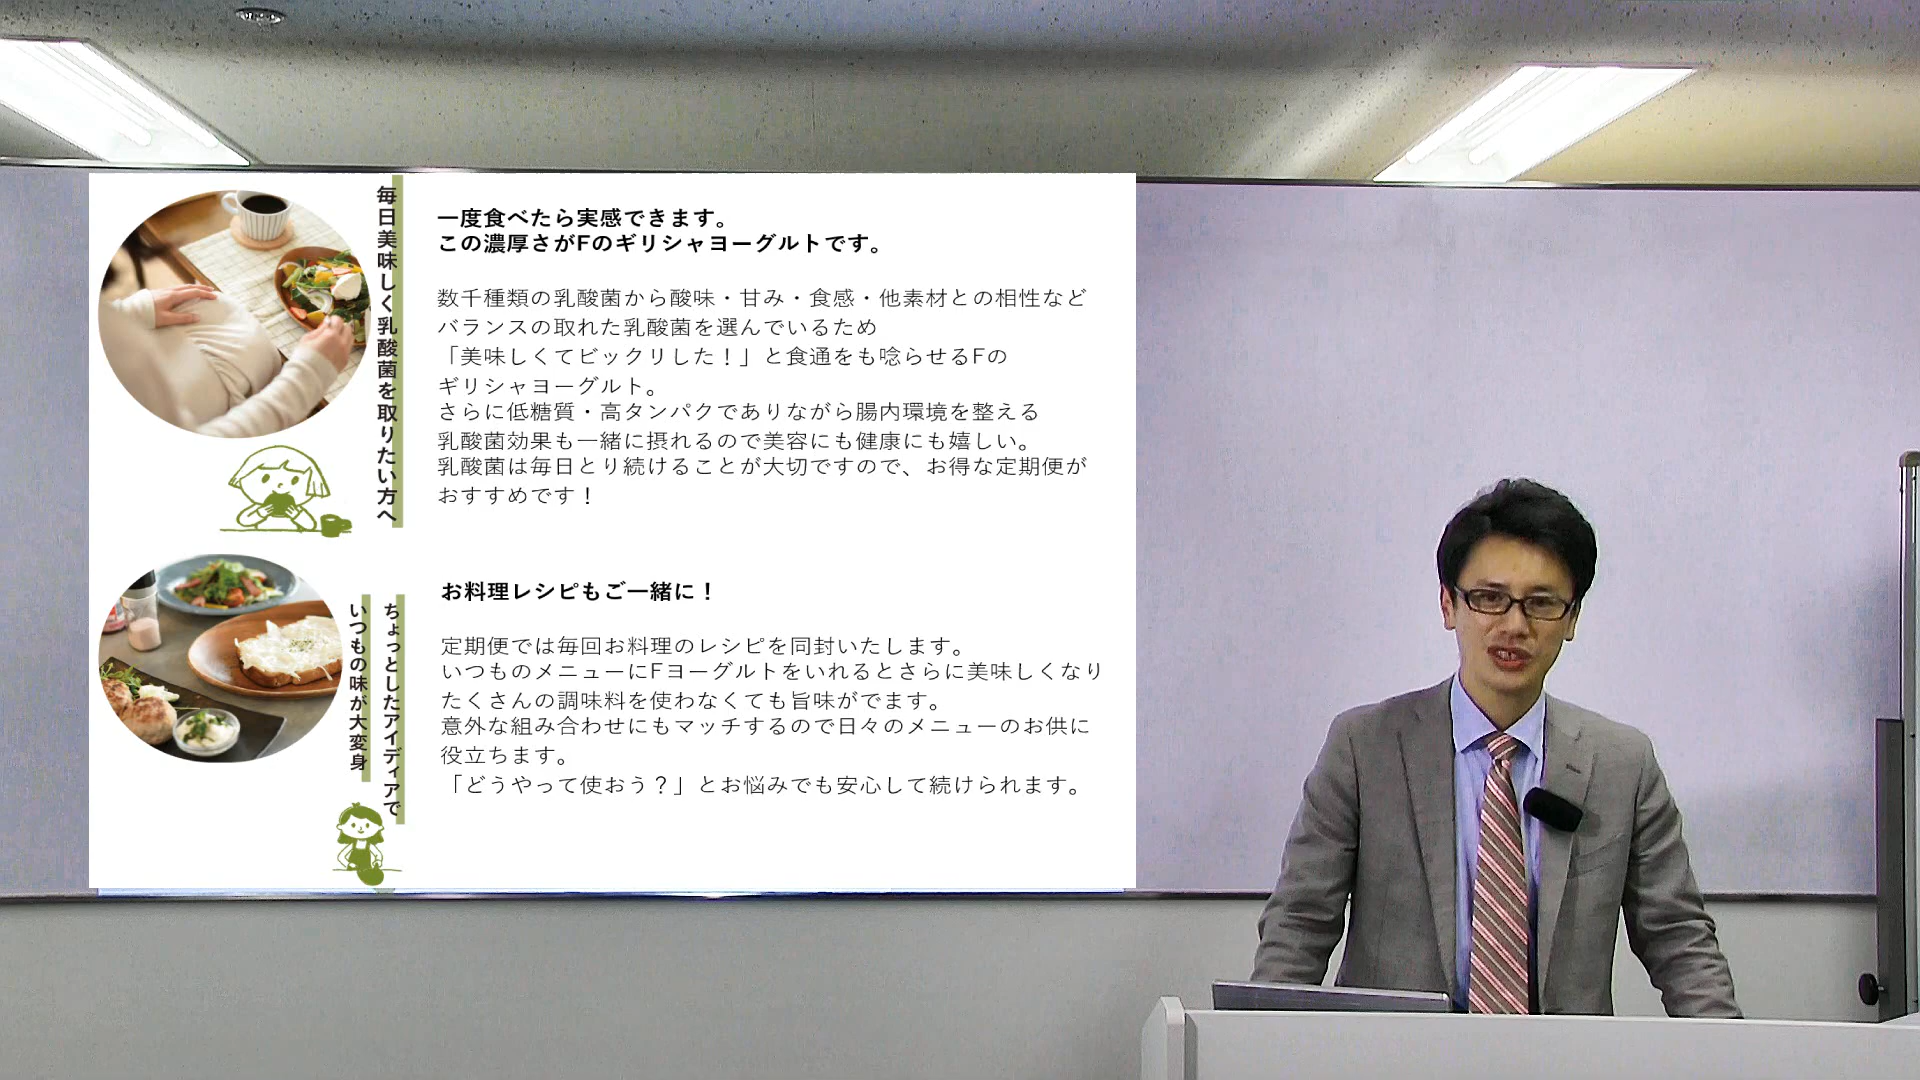 毎日美味しく乳酸菌を取りたい方へ
一度食べたら実感できます。
この濃厚さがFのギリシャヨーグルトです。
数千種類の乳酸菌から酸味・甘み・食感・他素材との相性など
バランスの取れた乳酸菌を選んでいるため
「美味しくてビックリした！」と食通をも唸らせるFの
ギリシャヨーグルト。
さらに低糖質・高タンパクでありながら腸内環境を整える
乳酸菌効果も一緒に摂れるので美容にも健康にも嬉しい。
乳酸菌は毎日とり続けることが大切ですので、お得な定期便が
おすすめです！
ちょっとしたアイディアで
いつもの味が大変身
お料理レシピもご一緒に！
定期便では毎回お料理のレシピを同封いたします。
いつものメニューにFヨーグルトをいれるとさらに美味しくなり
たくさんの調味料を使わなくても旨味がでます。
意外な組み合わせにもマッチするので日々のメニューのお供に
役立ちます。
「どうやって使おう？」とお悩みでも安心して続けられます。